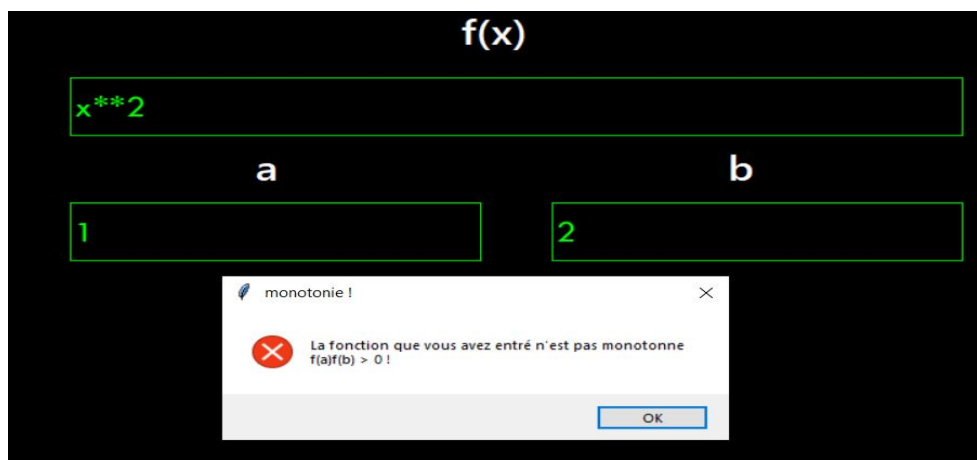 f(x)
x**2
a
b
1
2
monotonie !
La fonction que vous avez entré n'est pas monotonne
f(a)f(b) > 0 !
OK